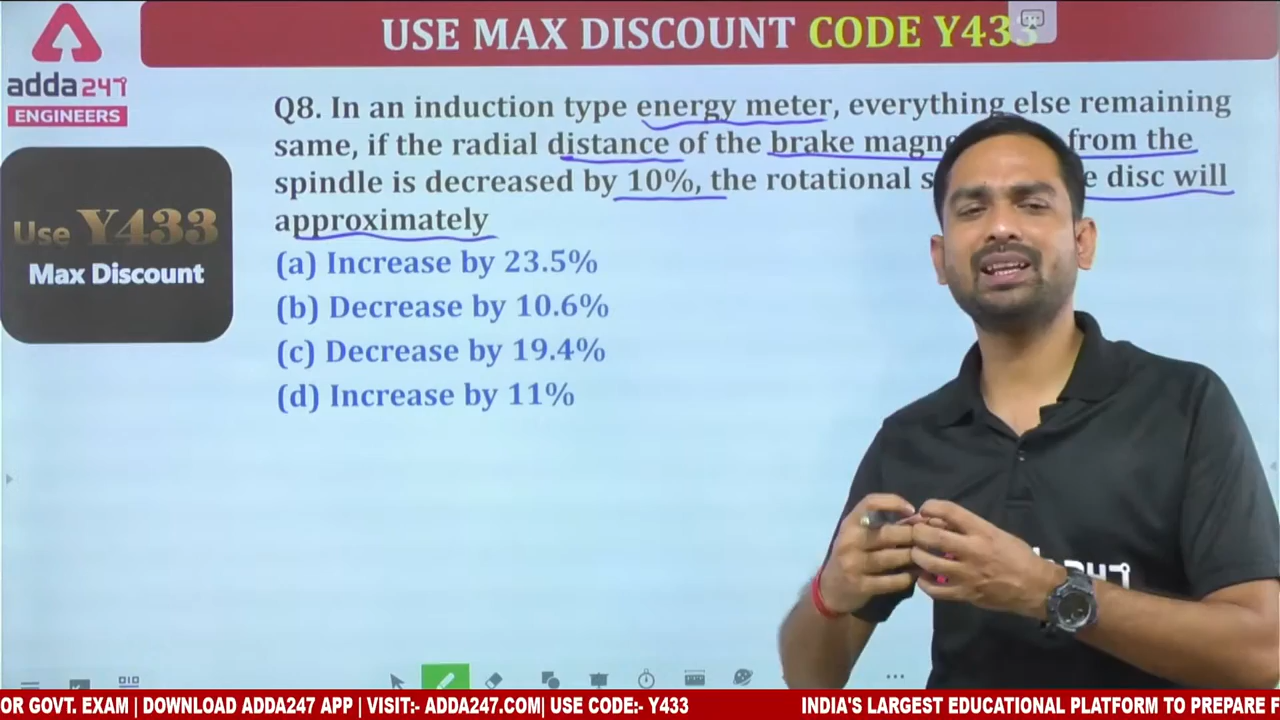 USE MAX DISCOUNT CODE Y433
adda247
ENGINEERS
Q8. In an induction type energy meter, everything else remaining
same, if the radial distance of the brake from the
spindle is decreased by 10%, the rotational disc will
approximately
(a) Increase by 23.5%
(b) Decrease by 10.6%
(c) Decrease by 19.4%
(d) Increase by 11%
Use Y433
Max Discount
OR GOVT. EXAM | DOWNLOAD ADDA247 APP | VISIT:- ADDA247.COM| USE CODE:- Y433 INDIA'S LARGEST EDUCATIONAL PLATFORM TO PREPARE F